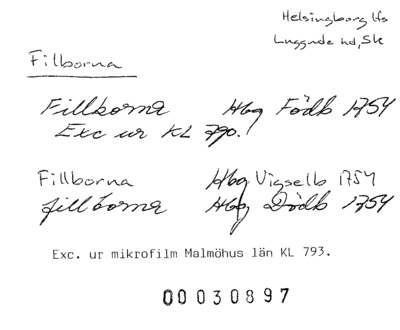 Helsingborg lfs
Luggude hd, Sk
Filborna
Fillborna Hbg Födb 1754
Exc ur KL 790.
Fillborna Hbg Vigselb 1754
fillborna Hbg Dödb 1754
Exc. ur mikrofilm Malmöhus län KL 793.
00030897